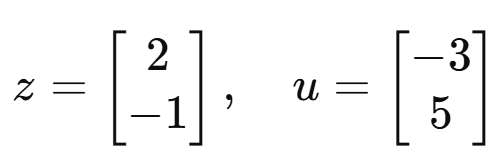 z = [ 2 −1 ], u = [ −3 5 ]